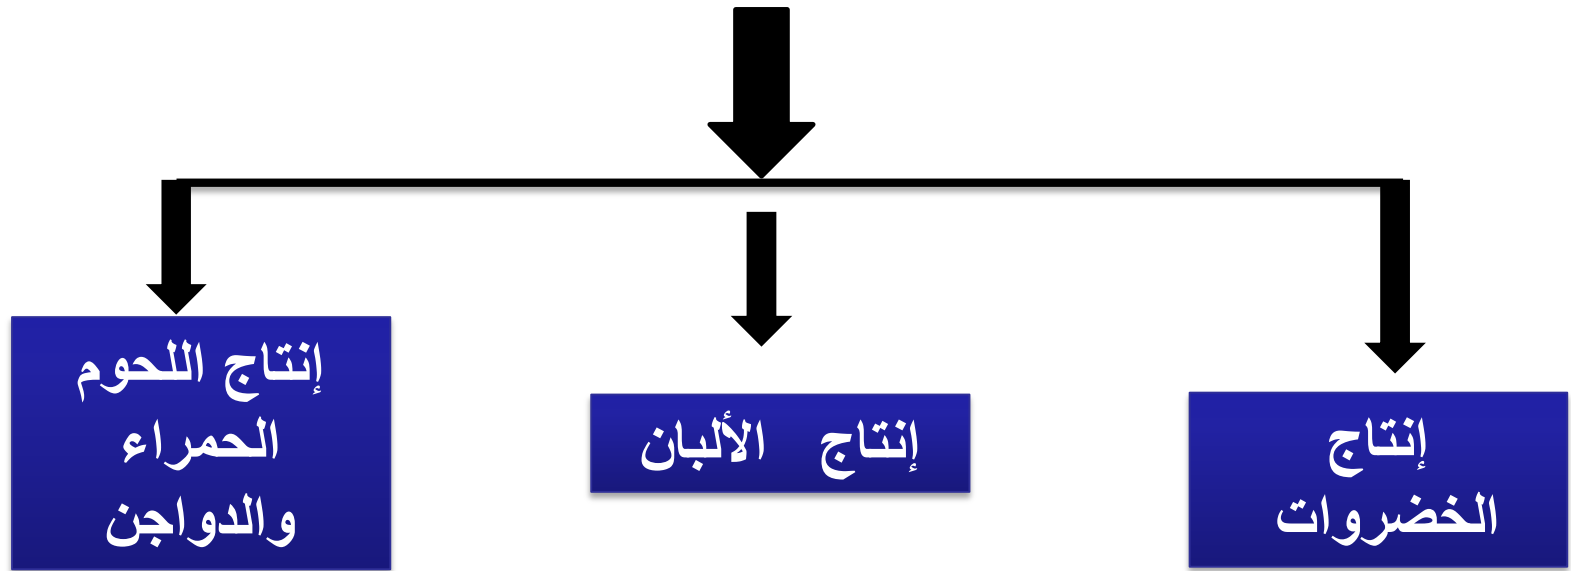 إنتاج
الخضروات
إنتاج الألبان
إنتاج اللحوم
الحمراء
والدواجن